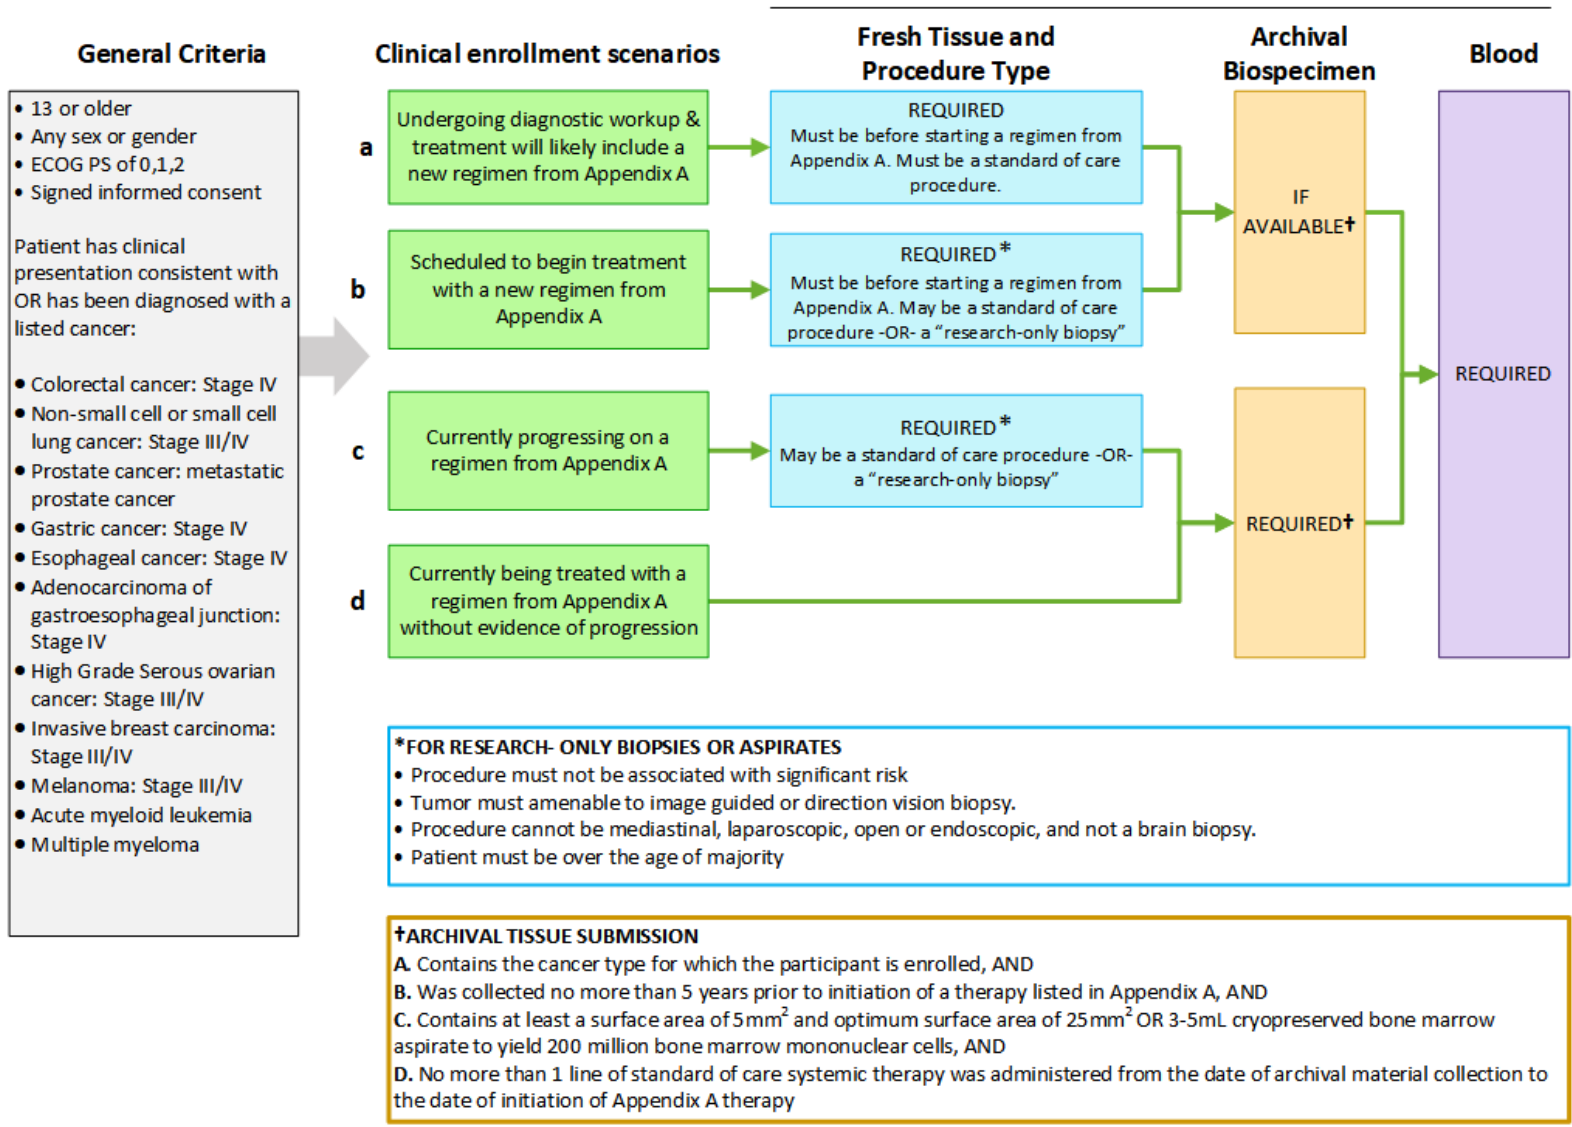 General Criteria
• 13 or older
• Any sex or gender
• ECOG PS of 0,1,2
• Signed informed consent
Patient has clinical
presentation consistent with
OR has been diagnosed with a
listed cancer:
• Colorectal cancer: Stage IV
• Non-small cell or small cell
lung cancer: Stage III/IV
• Prostate cancer: metastatic
prostate cancer
• Gastric cancer: Stage IV
• Esophageal cancer: Stage IV
• Adenocarcinoma of
gastroesophageal junction:
Stage IV
• High Grade Serous ovarian
cancer: Stage III/IV
• Invasive breast carcinoma:
Stage III/IV
• Melanoma: Stage III/IV
• Acute myeloid leukemia
• Multiple myeloma
Clinical enrollment scenarios
a
Undergoing diagnostic workup &
treatment will likely include a
new regimen from Appendix A
b
Scheduled to begin treatment
with a new regimen from
Appendix A
c
Currently progressing on a
regimen from Appendix A
d
Currently being treated with a
regimen from Appendix A
without evidence of progression
Fresh Tissue and
Procedure Type
REQUIRED
Must be before starting a regimen from
Appendix A. Must be a standard of care
procedure.
REQUIRED*
Must be before starting a regimen from
Appendix A. May be a standard of care
procedure -OR- a “research-only biopsy”
REQUIRED*
May be a standard of care procedure -OR-
a “research-only biopsy”
Archival
Biospecimen
IF
AVAILABLE✝
REQUIRED✝
Blood
REQUIRED
*FOR RESEARCH- ONLY BIOPSIES OR ASPIRATES
• Procedure must not be associated with significant risk
• Tumor must amenable to image guided or direction vision biopsy.
• Procedure cannot be mediastinal, laparoscopic, open or endoscopic, and not a brain biopsy.
• Patient must be over the age of majority
✝ARCHIVAL TISSUE SUBMISSION
A. Contains the cancer type for which the participant is enrolled, AND
B. Was collected no more than 5 years prior to initiation of a therapy listed in Appendix A, AND
C. Contains at least a surface area of 5mm² and optimum surface area of 25mm² OR 3-5mL cryopreserved bone marrow
aspirate to yield 200 million bone marrow mononuclear cells, AND
D. No more than 1 line of standard of care systemic therapy was administered from the date of archival material collection to
the date of initiation of Appendix A therapy